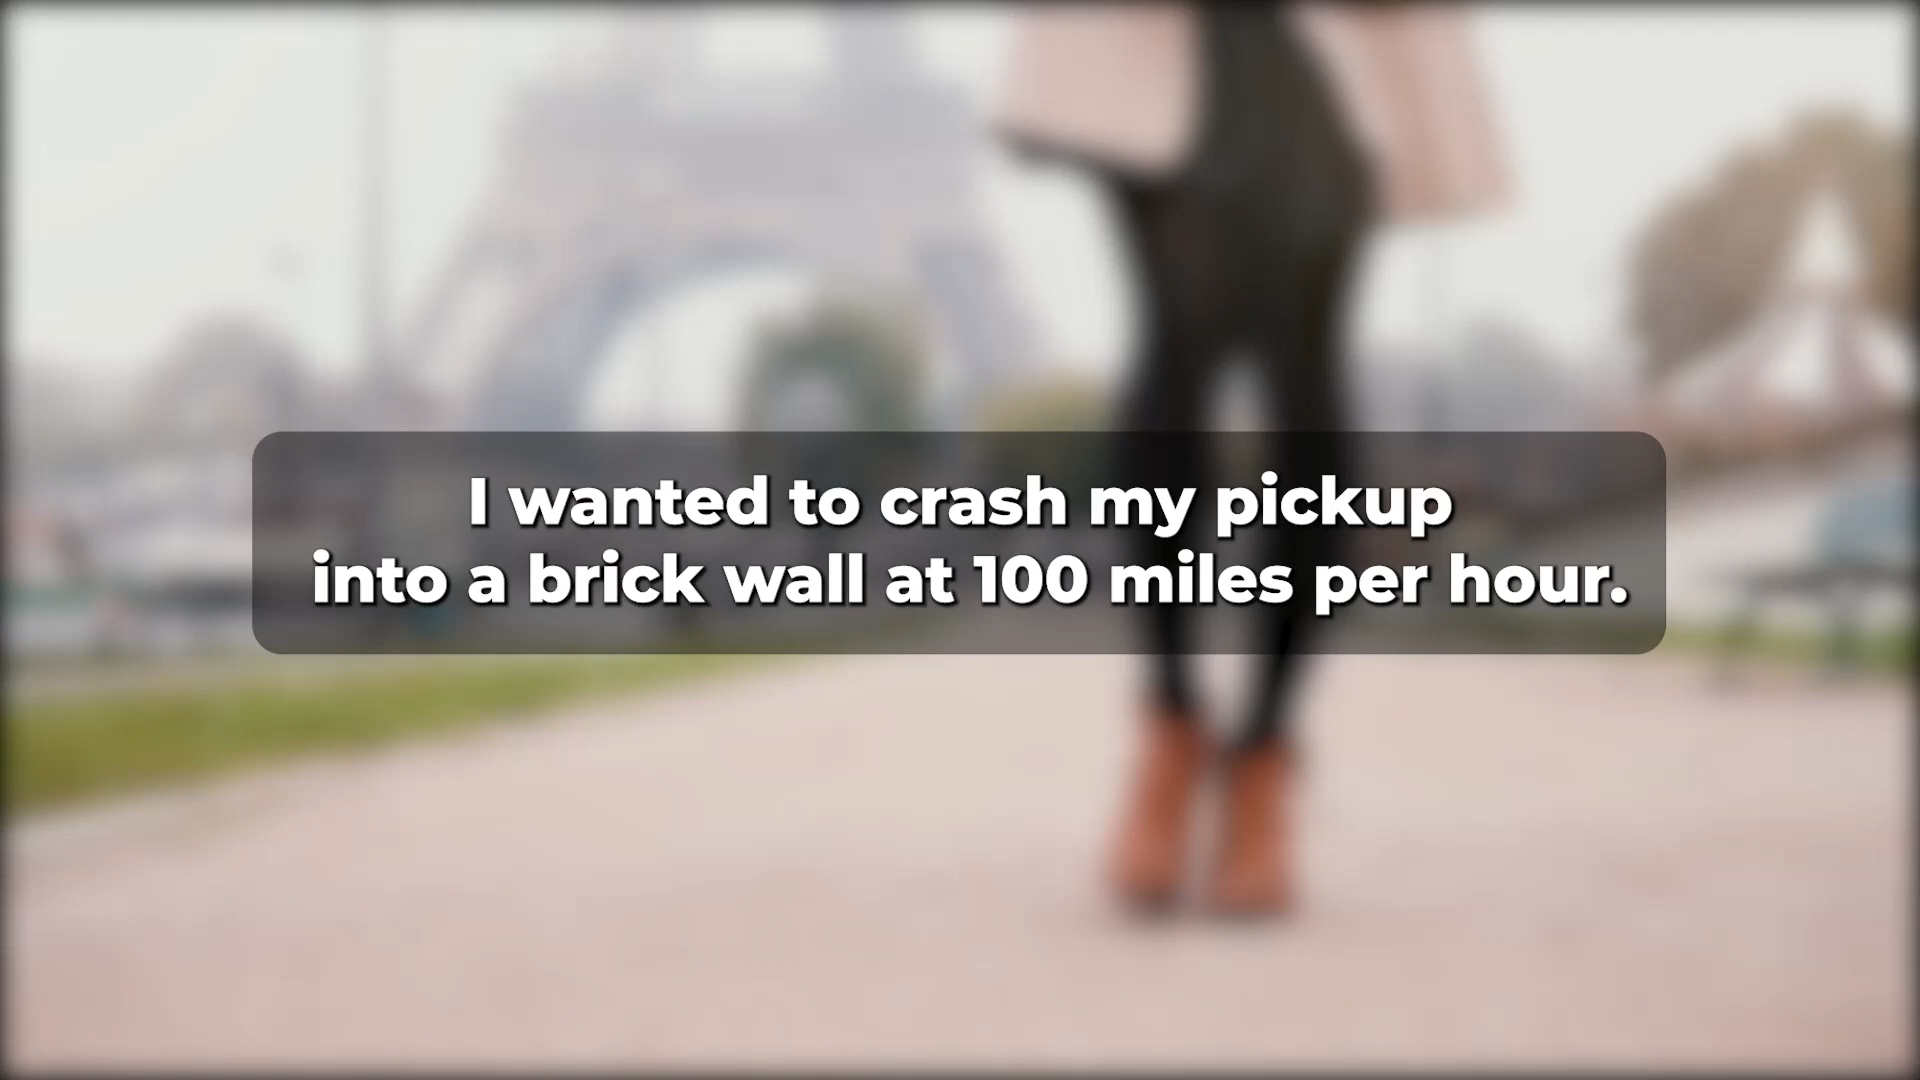 I wanted to crash my pickup
into a brick wall at 100 miles per hour.